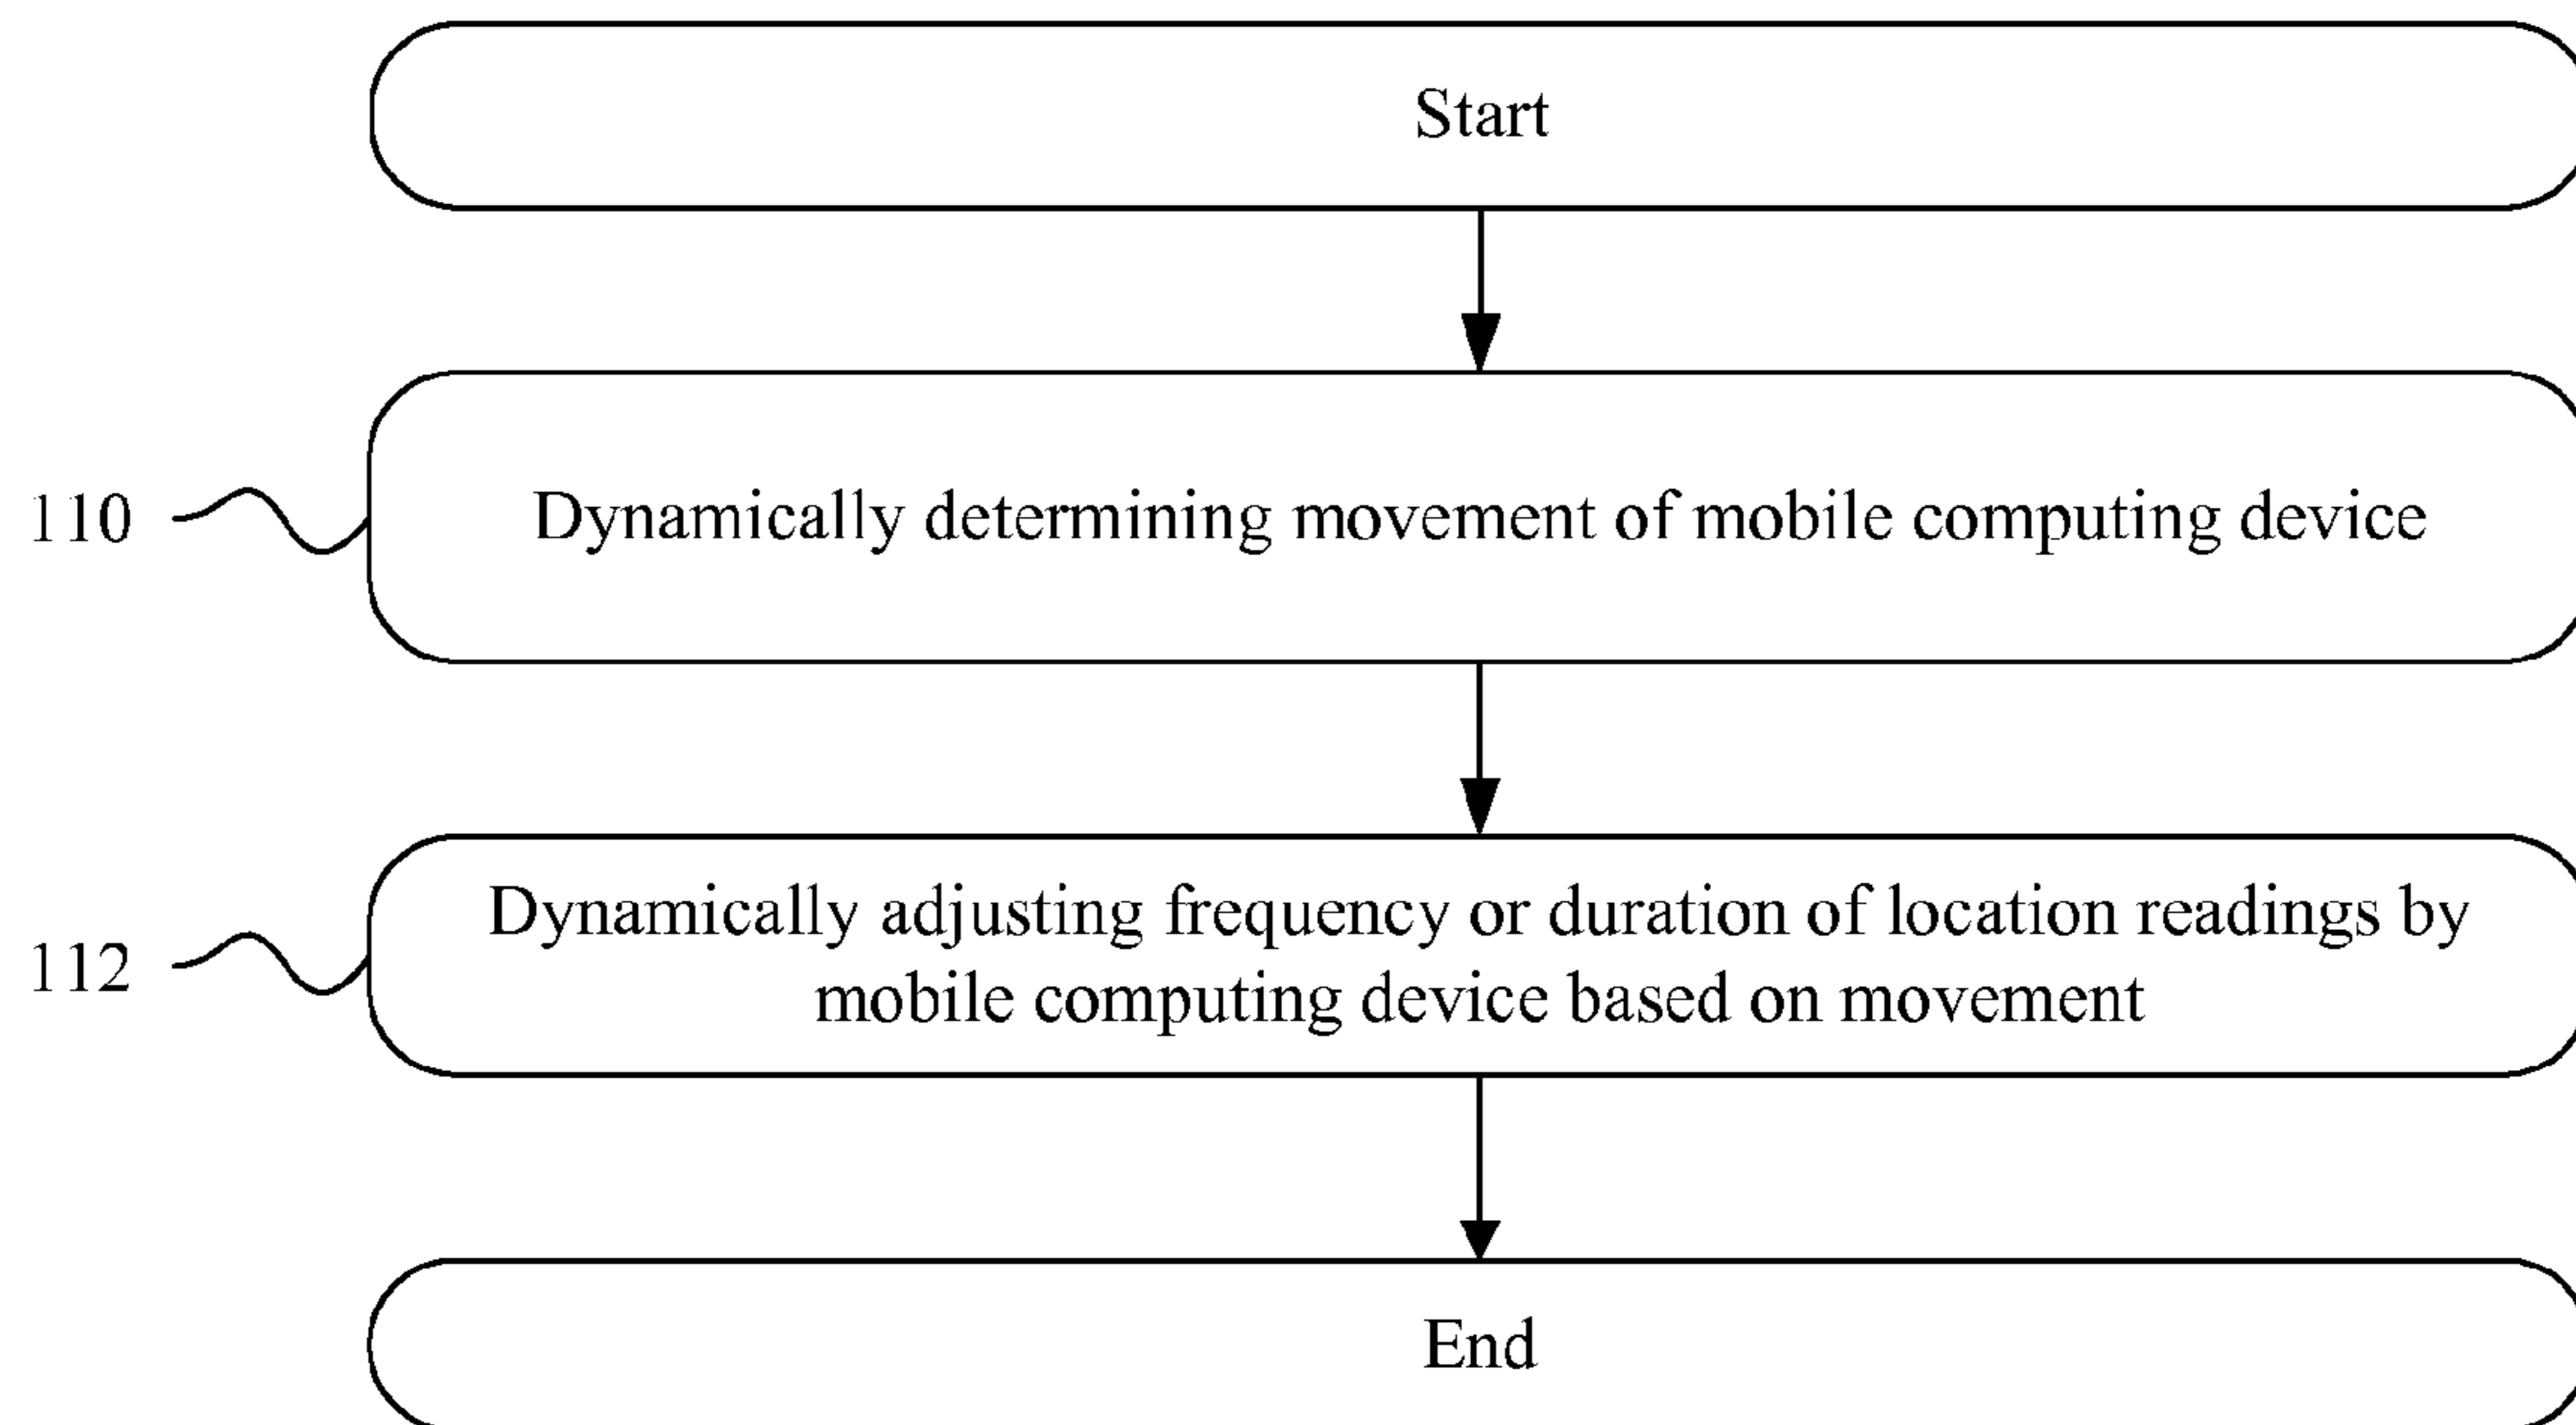 Start
110
Dynamically determining movement of mobile computing device
112
Dynamically adjusting frequency or duration of location readings by
mobile computing device based on movement
End